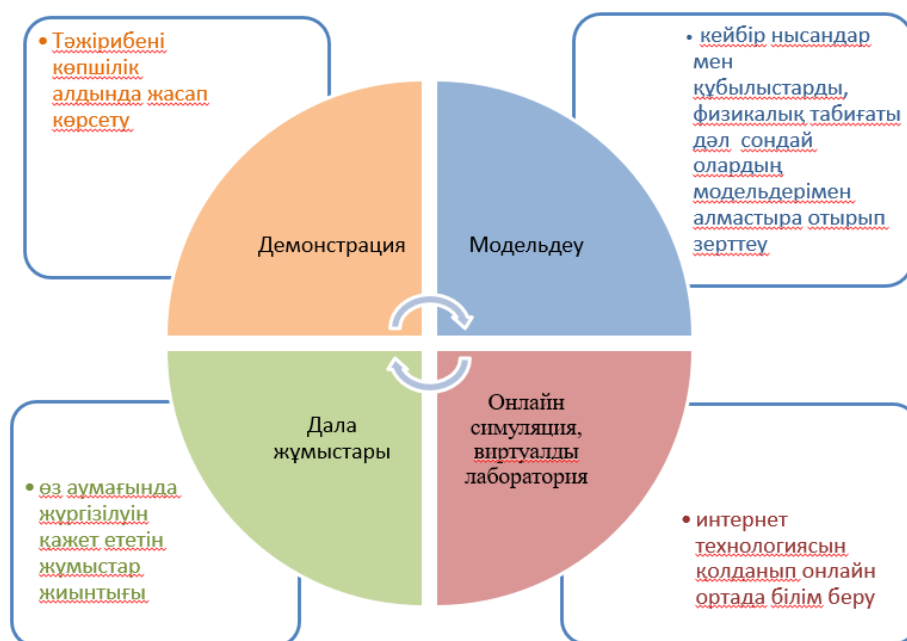 • Тәжірибені
көпшілік
алдында жасап
көрсету
• кейбір нысандар
мен
құбылыстарды,
физикалық табиғаты
дәл сондай
олардың
модельдерімен
алмастыра отырып
зерттеу
Демонстрация
Модельдеу
Дала
жұмыстары
Онлайн
симуляция,
виртуалды
лаборатория
• өз аумағында
жүргізілуін
қажет ететін
жұмыстар
жиынтығы
• интернет
технологиясын
қолданып онлайн
ортада білім беру